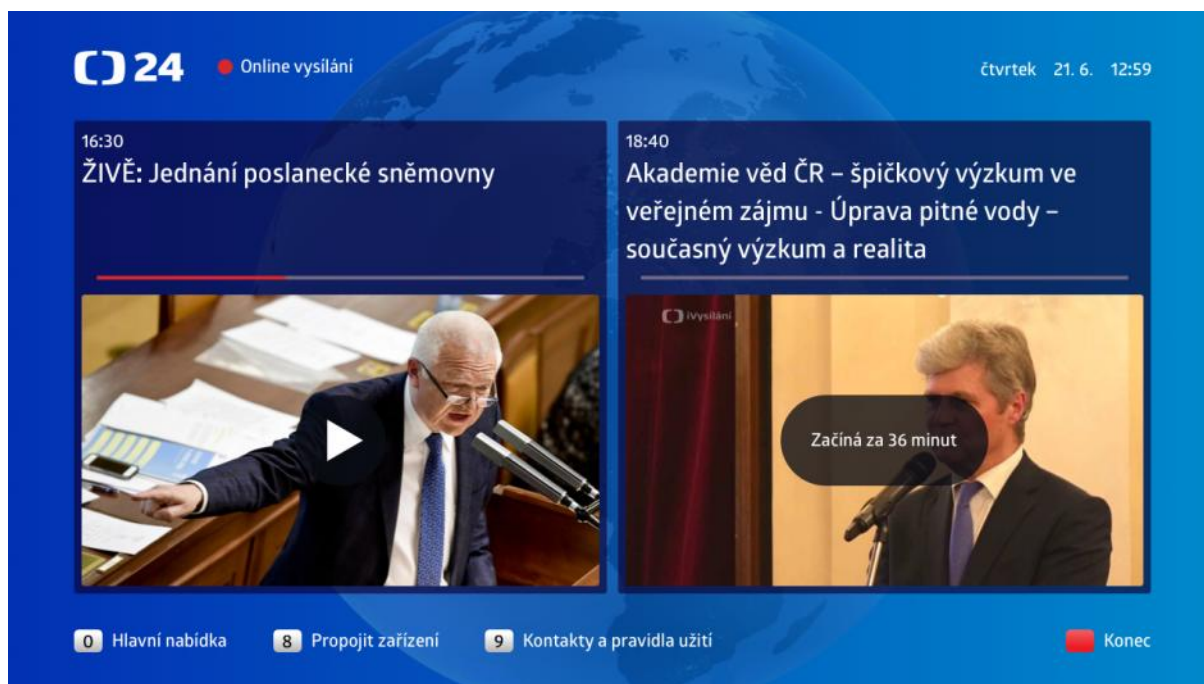 24
Online vysílání
čtvrtek 21. 6. 12:59
16:30
ŽIVĚ: Jednání poslanecké sněmovny
18:40
Akademie věd ČR – špičkový výzkum ve
veřejném zájmu - Úprava pitné vody –
současný výzkum a realita
iVysílání
Začíná za 36 minut
0 Hlavní nabídka
8 Propojit zařízení
9 Kontakty a pravidla užití
Konec